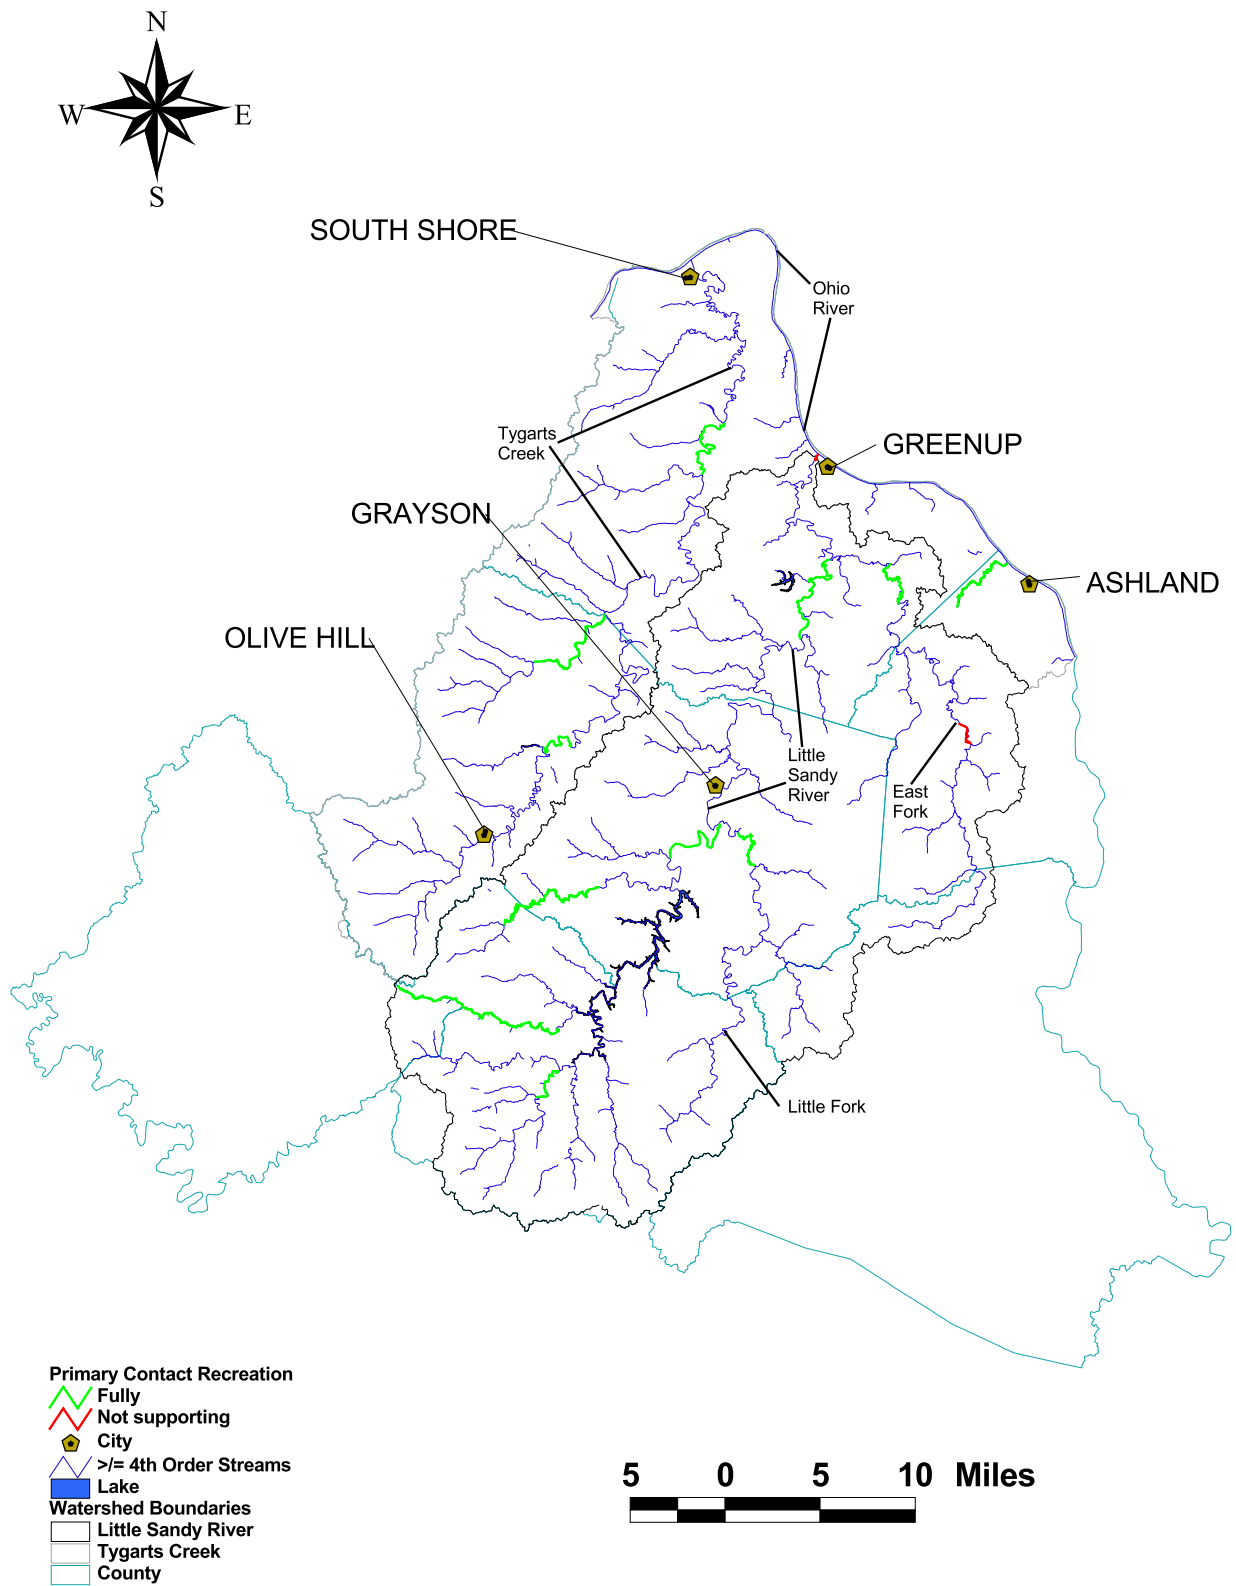 N
W
E
S
SOUTH SHORE
Ohio
River
Tygarts
Creek
GREENUP
GRAYSON
ASHLAND
OLIVE HILL
Little
Sandy
River
East
Fork
Little Fork
Primary Contact Recreation
Fully
Not supporting
City
>/= 4th Order Streams
Lake
Watershed Boundaries
Little Sandy River
Tygarts Creek
County
5 0 5 10 Miles